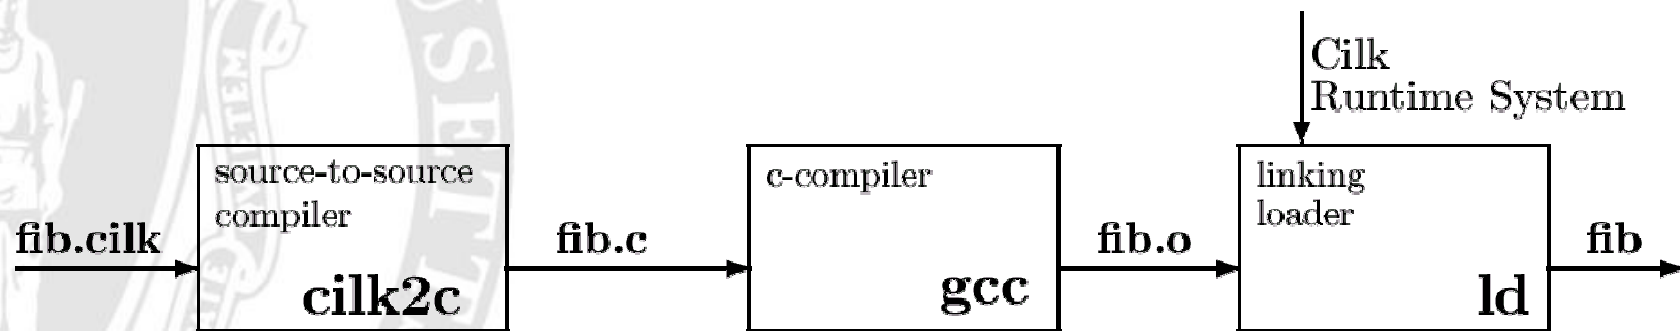 Cilk
Runtime System
source-to-source
compiler
c-compiler
linking
loader
fib.cilk
fib.c
fib.o
fib
cilk2c
gcc
ld